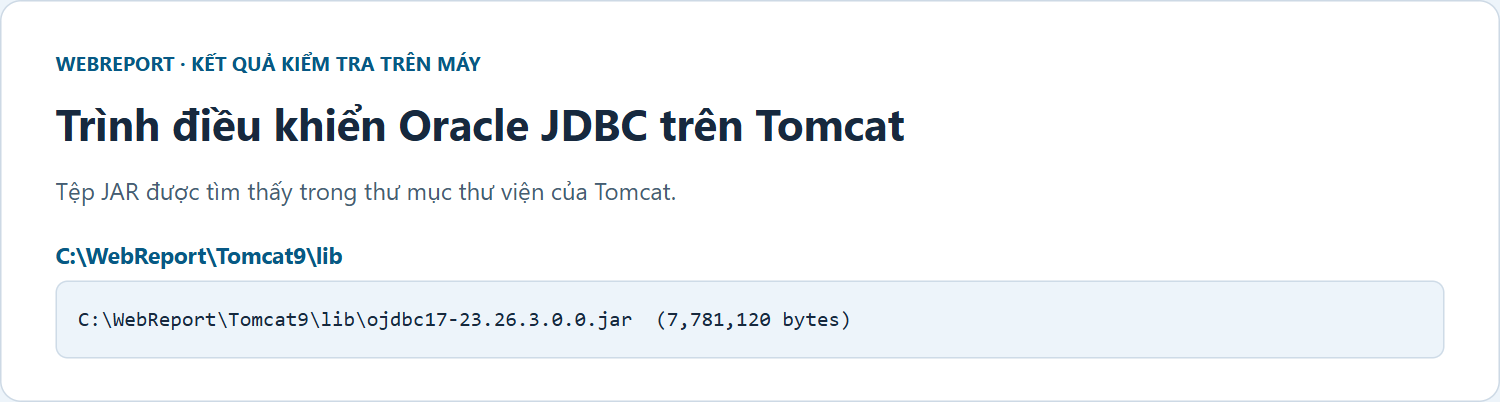 WEBREPORT · KẾT QUẢ KIỂM TRA TRÊN MÁY
Trình điều khiển Oracle JDBC trên Tomcat
Tệp JAR được tìm thấy trong thư mục thư viện của Tomcat.
C:\WebReport\Tomcat9\lib
C:\WebReport\Tomcat9\lib\ojdbc17-23.26.3.0.0.jar  (7,781,120 bytes)